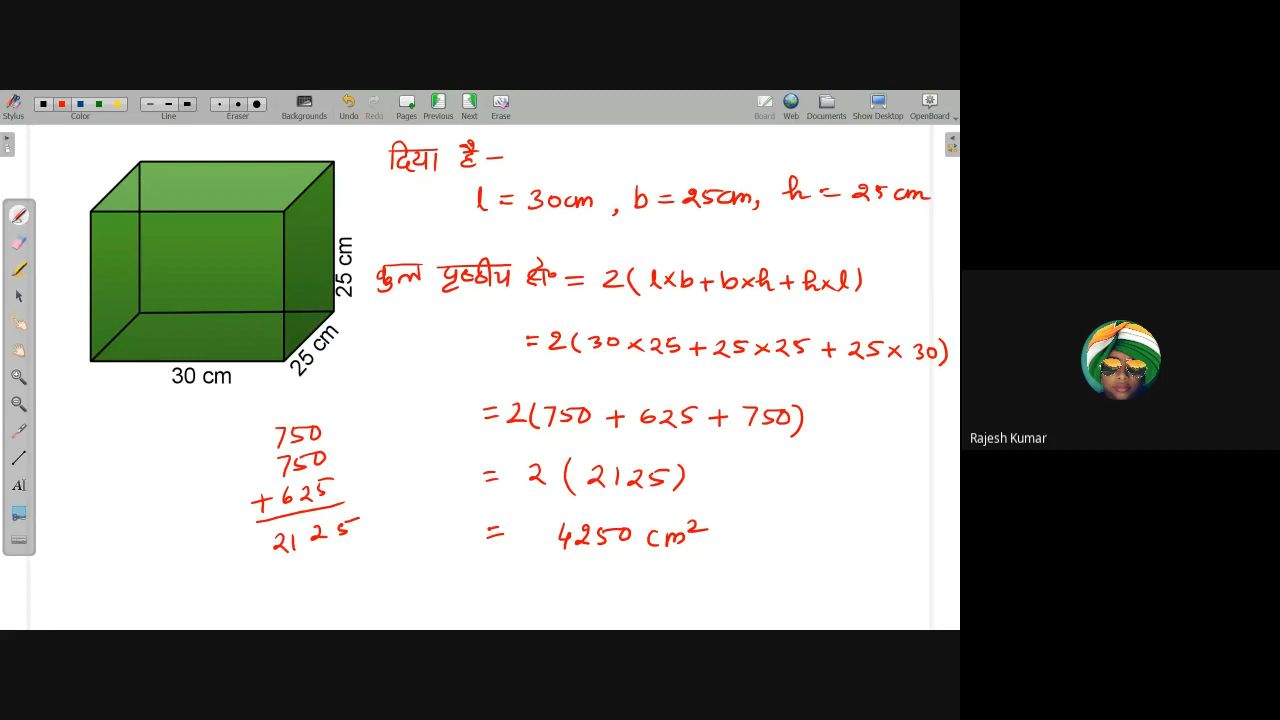 Stylus Color Line Eraser Backgrounds Undo Redo Pages Previous Next Erase Board Web Documents Show Desktop OpenBoard
दिया है -
l = 30cm , b = 25cm, h = 25 cm
कुल पृष्ठीय क्षे० = 2( l×b + b×h + h×l )
= 2( 30 × 25 + 25 × 25 + 25 × 30 )
= 2( 750 + 625 + 750 )
= 2 ( 2125 )
= 4250 cm²
25 cm
25 cm
30 cm
750
750
+ 625
2125
Rajesh Kumar